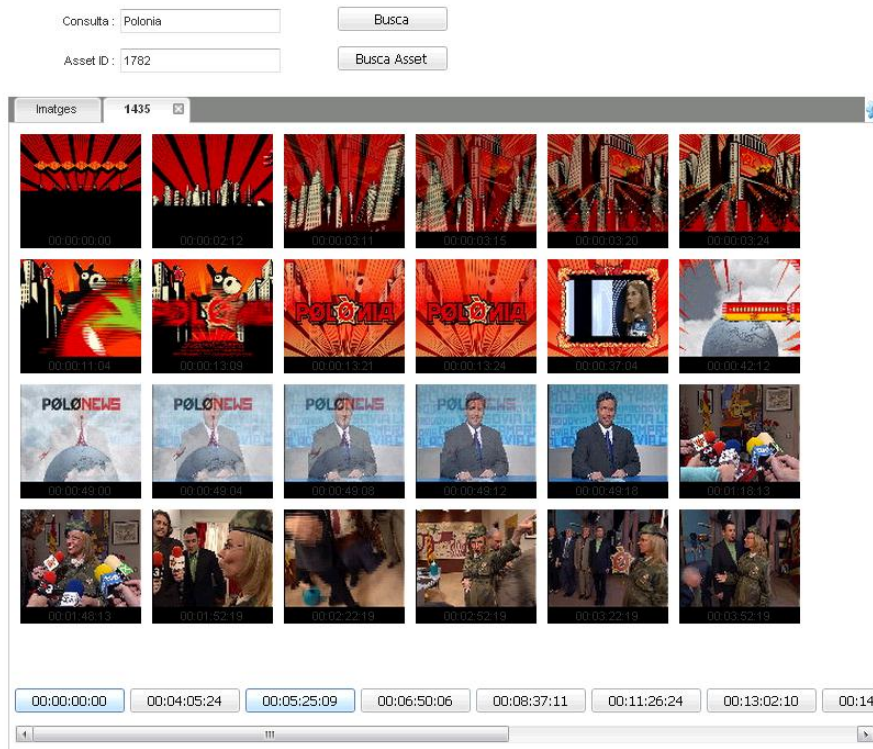 Consulta : Polonia Busca
Asset ID : 1782 Busca Asset
Imatges 1435
00:00:00:00 00:00:02:12 00:00:03:11 00:00:03:15 00:00:03:20 00:00:03:24
POLØNIA POLØNIA
00:00:11:04 00:00:13:09 00:00:13:21 00:00:13:24 00:00:37:04 00:00:42:12
PØLØNEWS PØLØNEWS PØLØNEWS PØLØNEWS
00:00:49:00 00:00:49:04 00:00:49:08 00:00:49:12 00:00:49:18 00:01:18:13
00:01:48:13 00:01:52:19 00:02:22:19 00:02:52:19 00:03:22:19 00:03:52:19
00:00:00:00 00:04:05:24 00:05:25:09 00:06:50:06 00:08:37:11 00:11:26:24 00:13:02:10 00:14